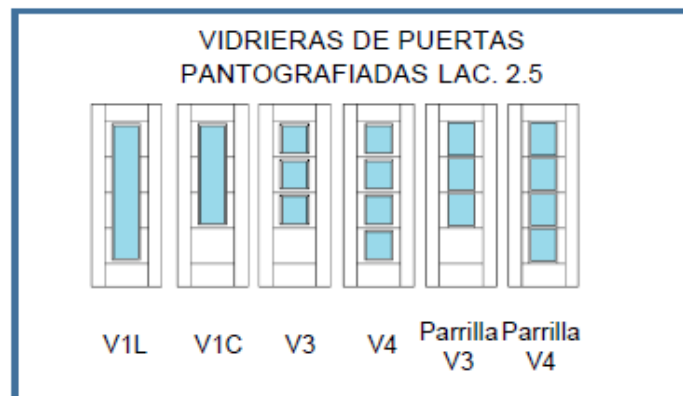 VIDRIERAS DE PUERTAS
PANTOGRAFIADAS LAC. 2.5
V1L V1C V3 V4 Parrilla V3 Parrilla V4